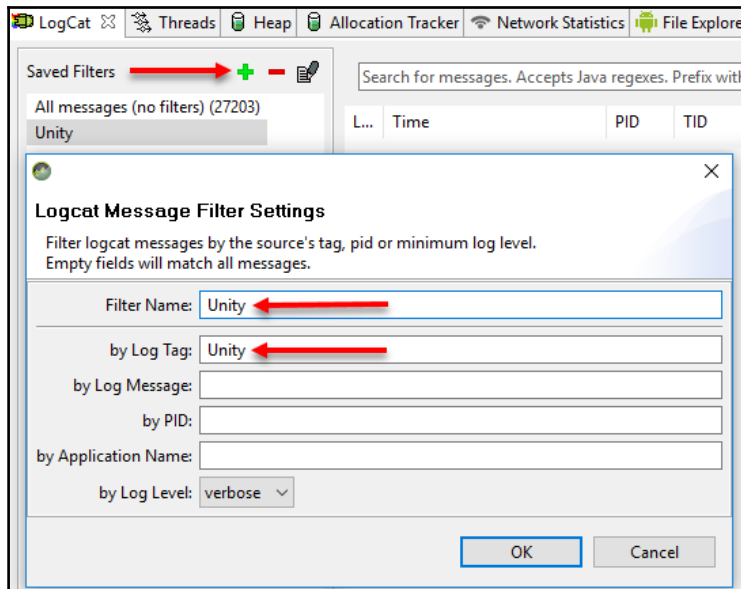 LogCat Threads Heap Allocation Tracker Network Statistics File Explore
Saved Filters
Search for messages. Accepts Java regexes. Prefix with
All messages (no filters) (27203)
L... Time PID TID
Unity
Logcat Message Filter Settings
Filter logcat messages by the source's tag, pid or minimum log level.
Empty fields will match all messages.
Filter Name: Unity
by Log Tag: Unity
by Log Message:
by PID:
by Application Name:
by Log Level: verbose
OK Cancel